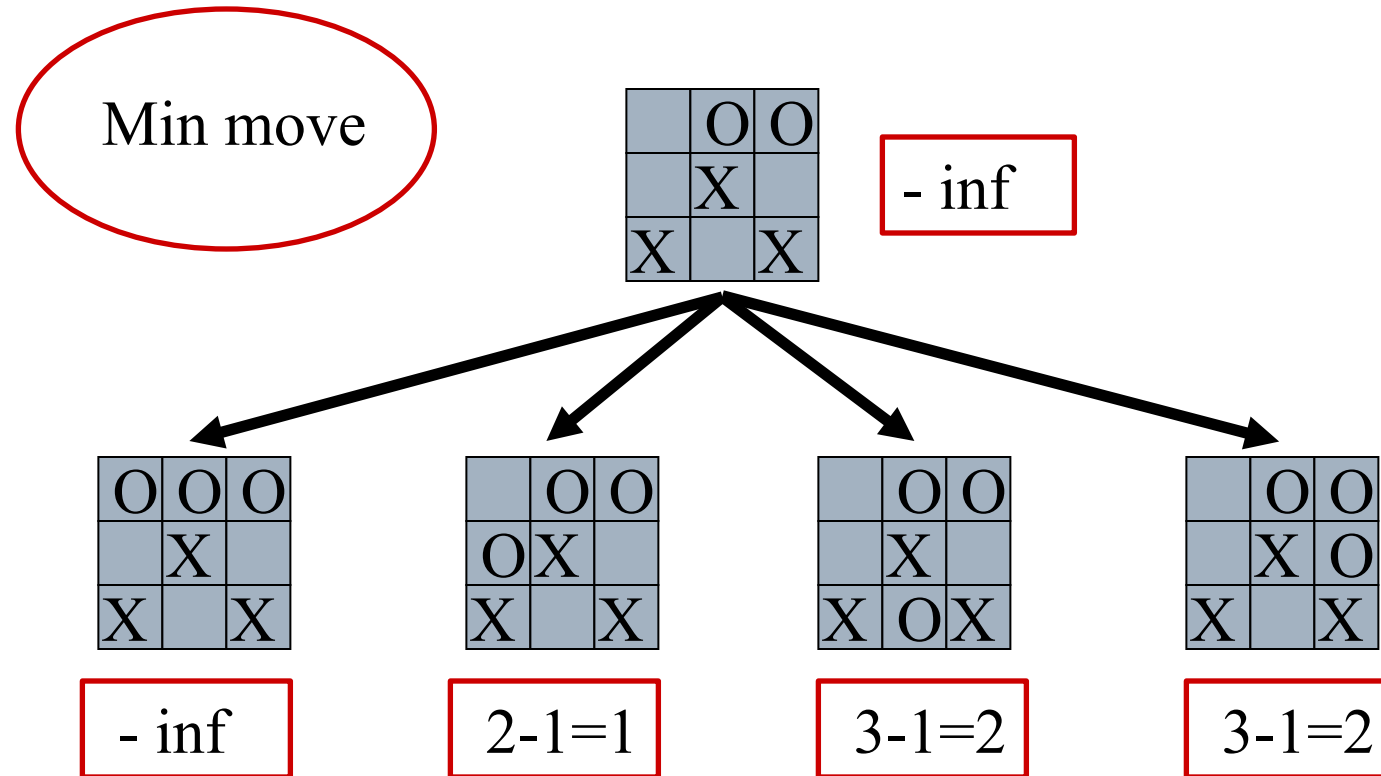 Min move
O O
X
X X
- inf
O O O
X
X X
O O
O X
X X
O O
X
X O X
O O
X O
X X
- inf
2-1=1
3-1=2
3-1=2